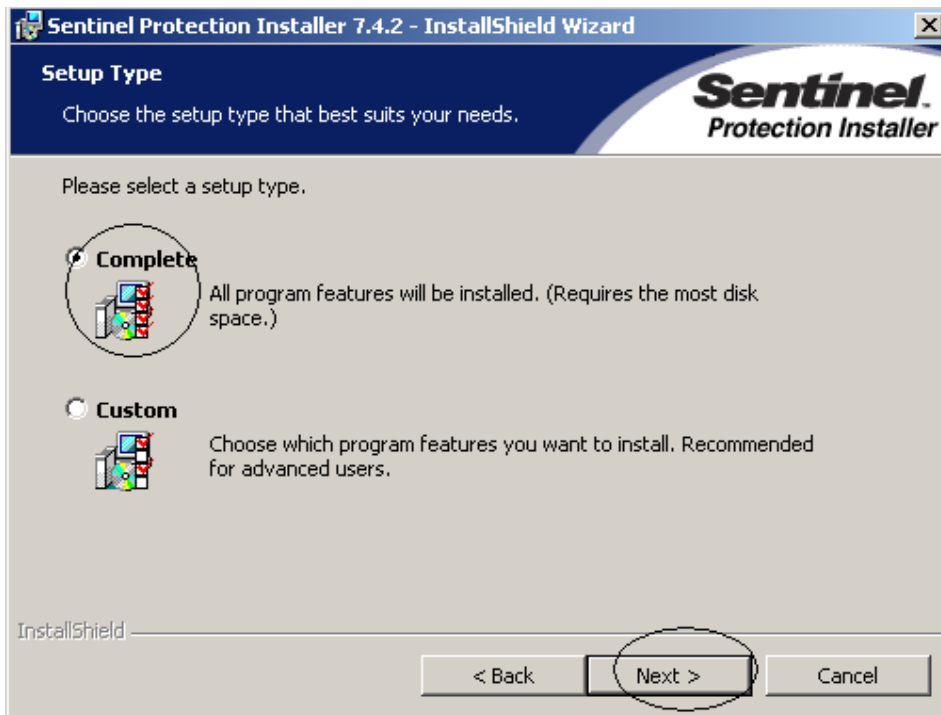 Sentinel Protection Installer 7.4.2 - InstallShield Wizard
Setup Type
Choose the setup type that best suits your needs.
Sentinel.
Protection Installer
Please select a setup type.
Complete
All program features will be installed. (Requires the most disk
space.)
Custom
Choose which program features you want to install. Recommended
for advanced users.
InstallShield
< Back
Next >
Cancel